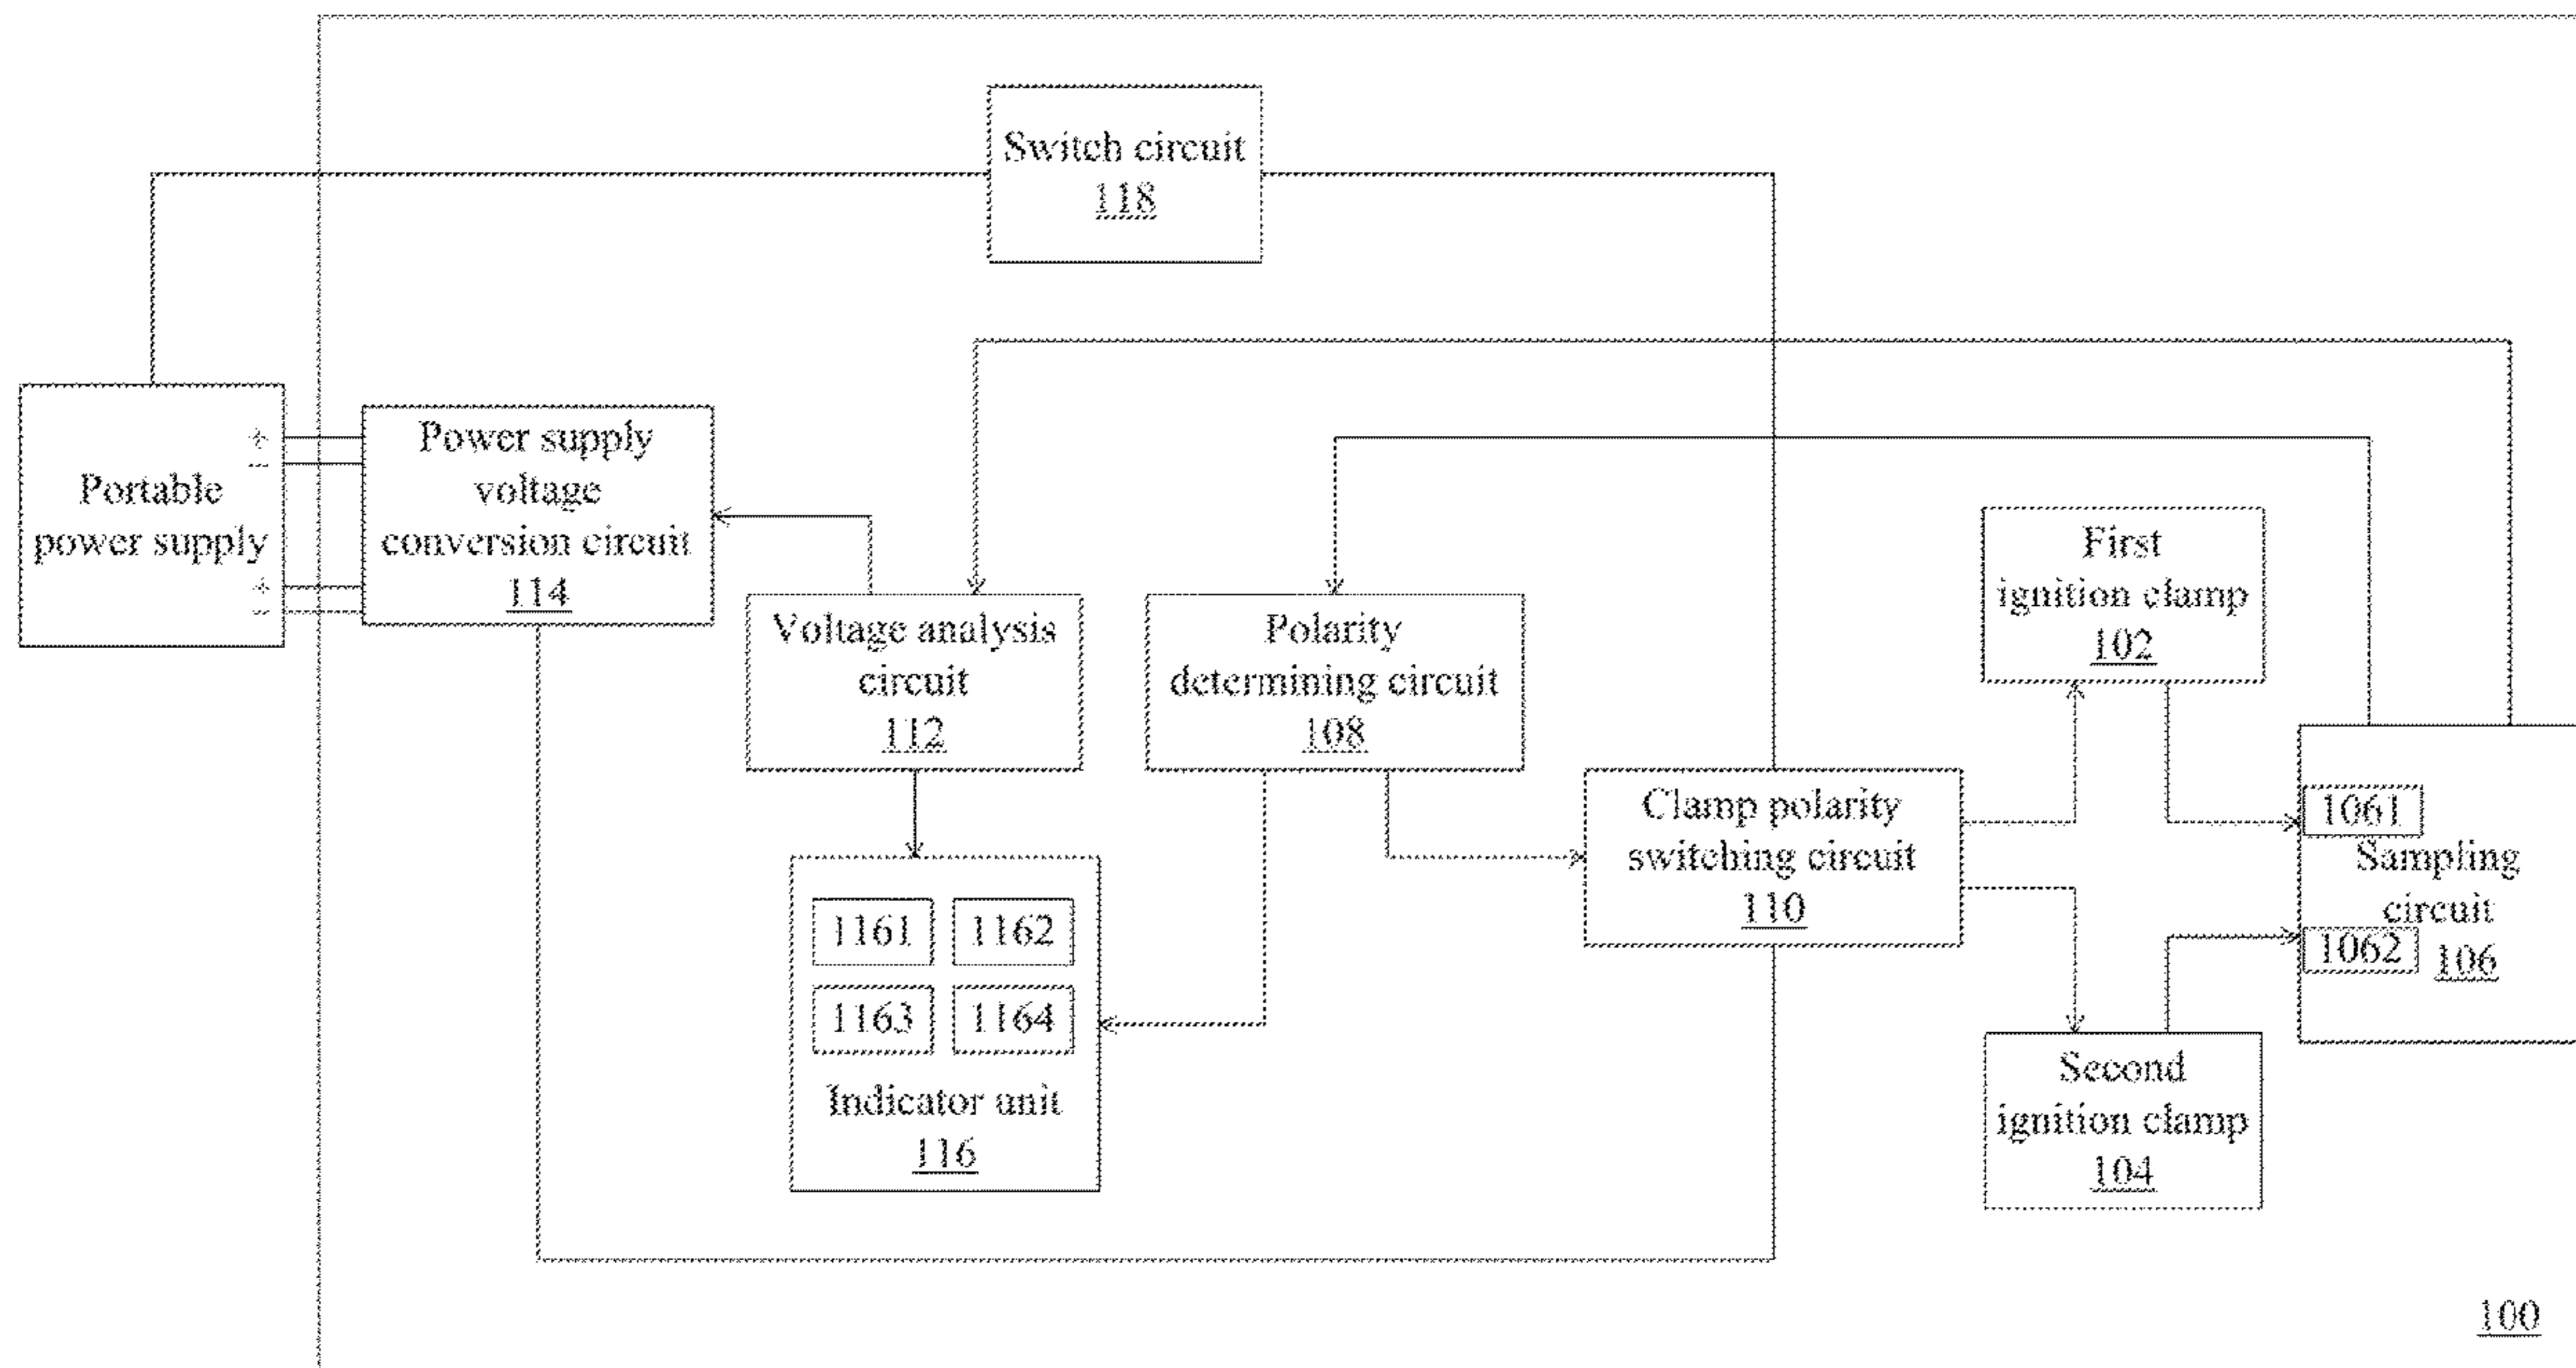 Switch circuit
118
+
−
Portable
power supply
+
−
Power supply
voltage
conversion circuit
114
Voltage analysis
circuit
112
Polarity
determining circuit
108
First
ignition clamp
102
Clamp polarity
switching circuit
110
1061
Sampling
circuit
1062
106
1161
1162
1163
1164
Indicator unit
116
Second
ignition clamp
104
100